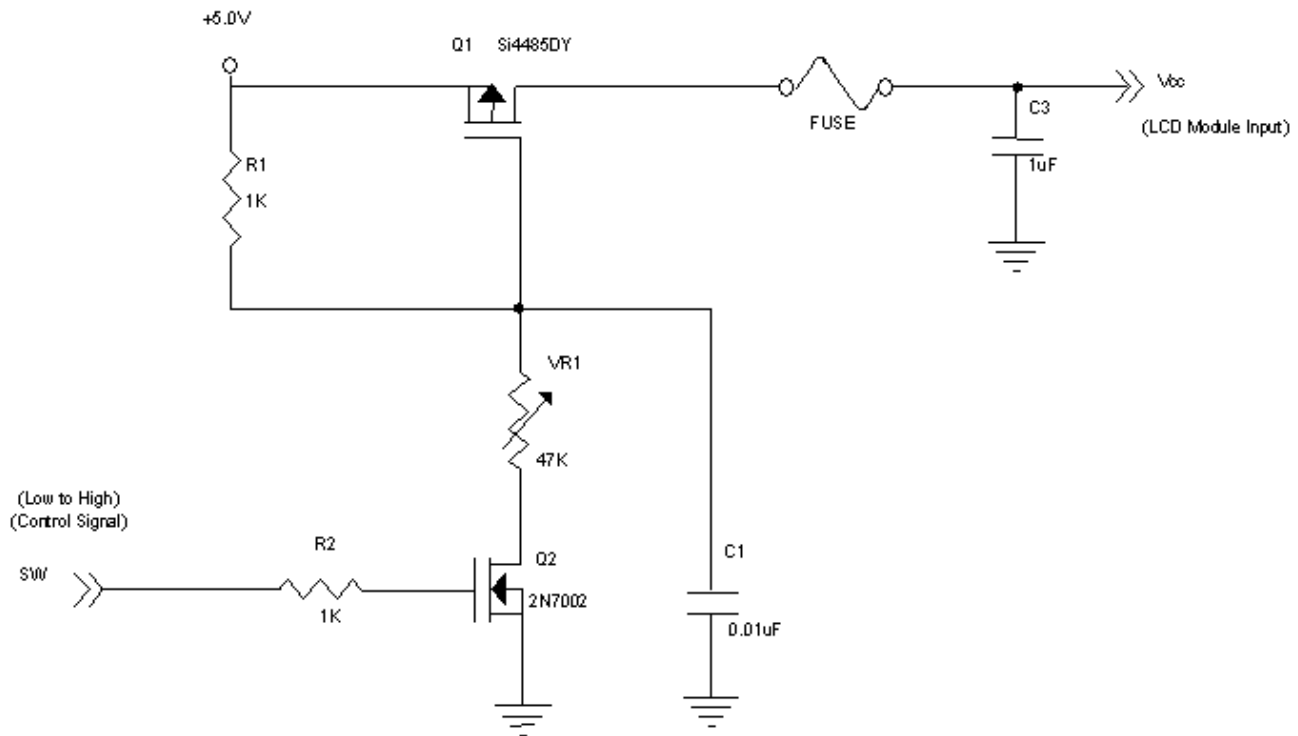 +5.0V
Q1 Si4485DY
FUSE
Vcc
C3
(LCD Module Input)
R1
1K
1uF
VR1
47K
(Low to High)
(Control Signal)
SW
R2
1K
Q2
2N7002
C1
0.01uF